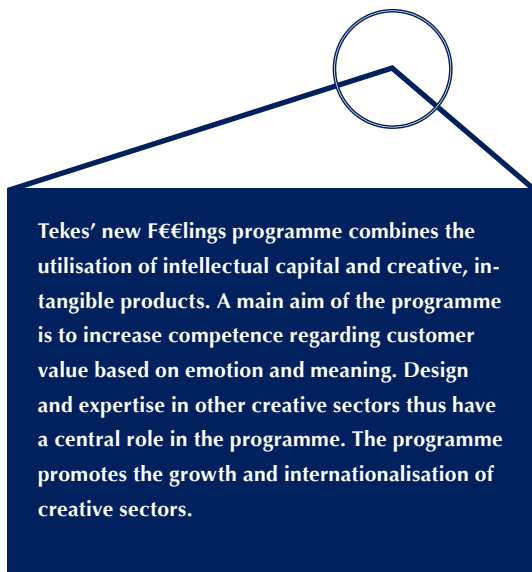 Tekes’ new F€€lings programme combines the
utilisation of intellectual capital and creative, in-
tangible products. A main aim of the programme
is to increase competence regarding customer
value based on emotion and meaning. Design
and expertise in other creative sectors thus have
a central role in the programme. The programme
promotes the growth and internationalisation of
creative sectors.